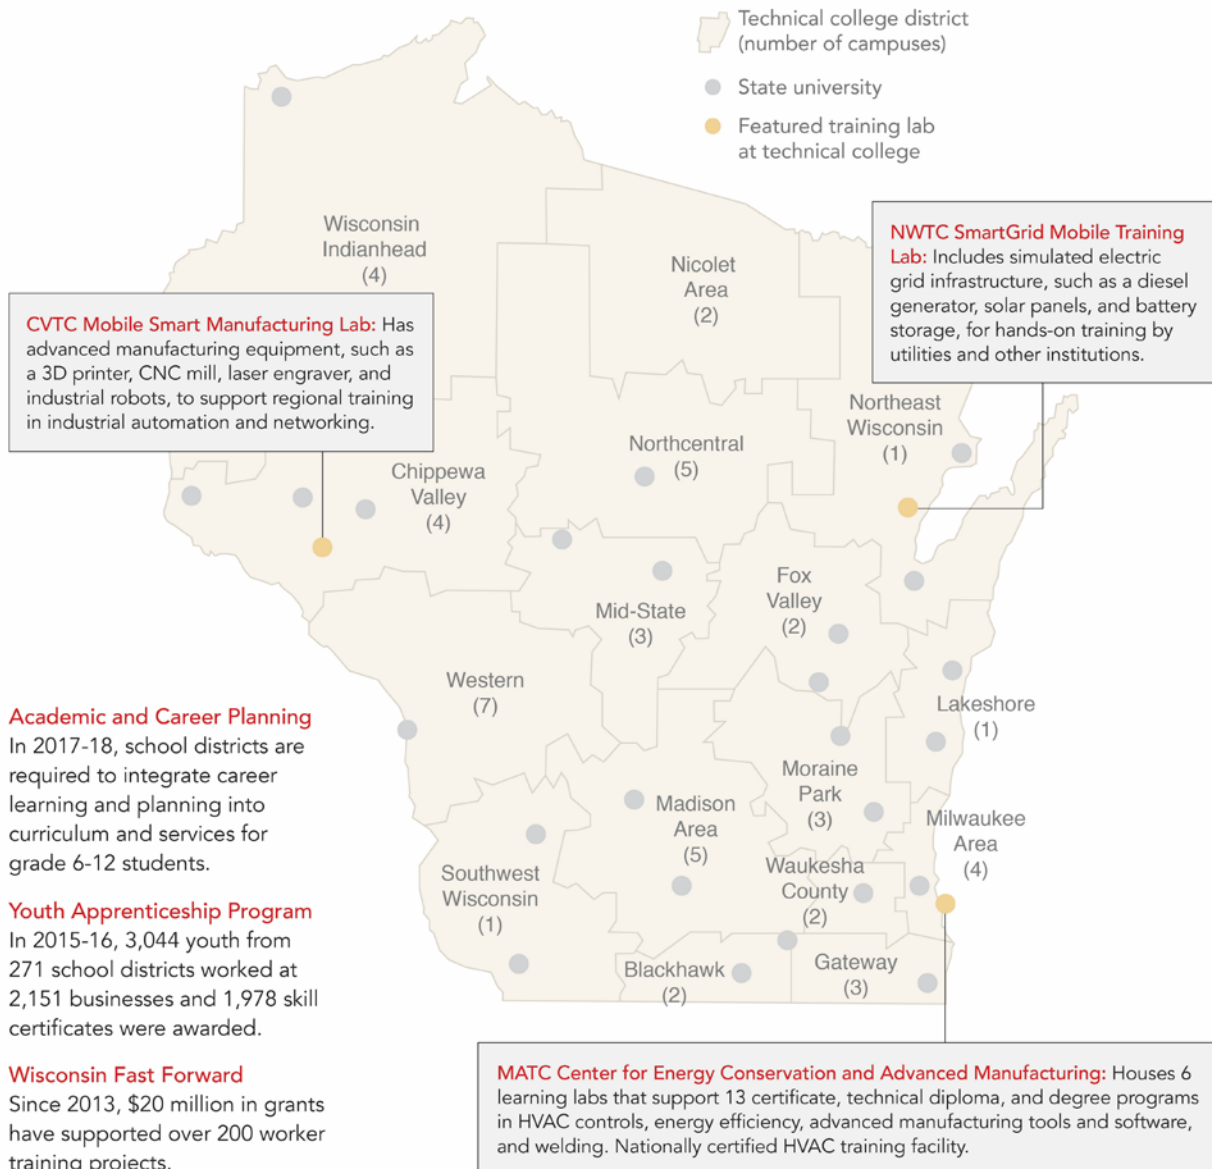 Technical college district
(number of campuses)
State university
Featured training lab
at technical college
Wisconsin
Indianhead
(4)
Nicolet
Area
(2)
NWTC SmartGrid Mobile Training
Lab: Includes simulated electric
grid infrastructure, such as a diesel
generator, solar panels, and battery
storage, for hands-on training by
utilities and other institutions.
CVTC Mobile Smart Manufacturing Lab: Has
advanced manufacturing equipment, such as
a 3D printer, CNC mill, laser engraver, and
industrial robots, to support regional training
in industrial automation and networking.
Northeast
Wisconsin
(1)
Northcentral
(5)
Chippewa
Valley
(4)
Fox
Valley
(2)
Mid-State
(3)
Western
(7)
Lakeshore
(1)
Moraine
Park
(3)
Madison
Area
(5)
Milwaukee
Area
(4)
Waukesha
County
(2)
Southwest
Wisconsin
(1)
Blackhawk
(2)
Gateway
(3)
Academic and Career Planning
In 2017-18, school districts are
required to integrate career
learning and planning into
curriculum and services for
grade 6-12 students.
Youth Apprenticeship Program
In 2015-16, 3,044 youth from
271 school districts worked at
2,151 businesses and 1,978 skill
certificates were awarded.
Wisconsin Fast Forward
Since 2013, $20 million in grants
have supported over 200 worker
training projects.
MATC Center for Energy Conservation and Advanced Manufacturing: Houses 6
learning labs that support 13 certificate, technical diploma, and degree programs
in HVAC controls, energy efficiency, advanced manufacturing tools and software,
and welding. Nationally certified HVAC training facility.